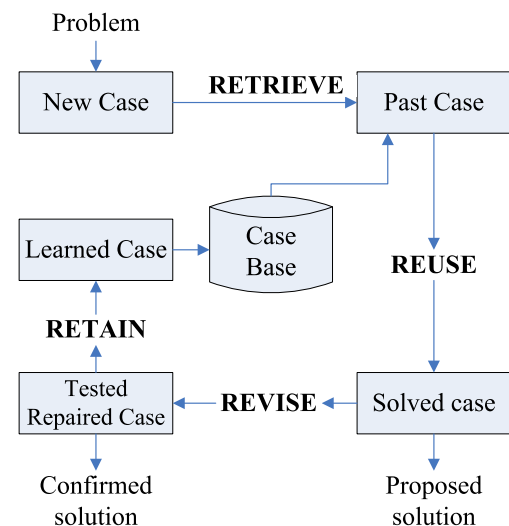 Problem
New Case
RETRIEVE
Past Case
Case
Base
Learned Case
REUSE
RETAIN
Tested
Repaired Case
REVISE
Solved case
Confirmed
solution
Proposed
solution